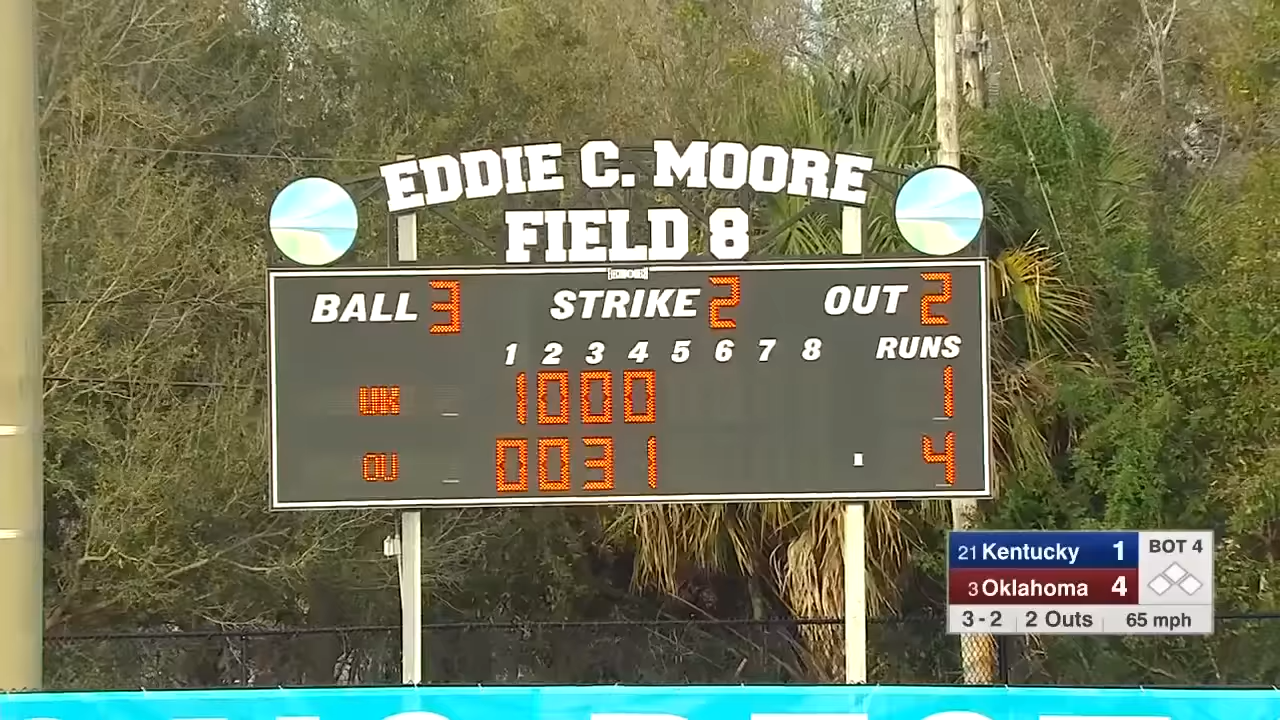 EDDIE C. MOORE
FIELD 8
BALL 3 STRIKE 2 OUT 2
1 2 3 4 5 6 7 8 RUNS
UK 1 0 0 0 1
OU 0 0 3 1 4
21 Kentucky 1 BOT 4
3 Oklahoma 4
3 - 2 2 Outs 65 mph